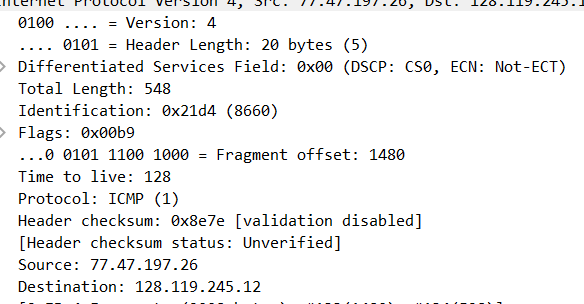 Internet Protocol Version 4, Src: 77.47.197.26, Dst: 128.119.245.1
0100 .... = Version: 4
.... 0101 = Header Length: 20 bytes (5)
Differentiated Services Field: 0x00 (DSCP: CS0, ECN: Not-ECT)
Total Length: 548
Identification: 0x21d4 (8660)
Flags: 0x00b9
...0 0101 1100 1000 = Fragment offset: 1480
Time to live: 128
Protocol: ICMP (1)
Header checksum: 0x8e7e [validation disabled]
[Header checksum status: Unverified]
Source: 77.47.197.26
Destination: 128.119.245.12